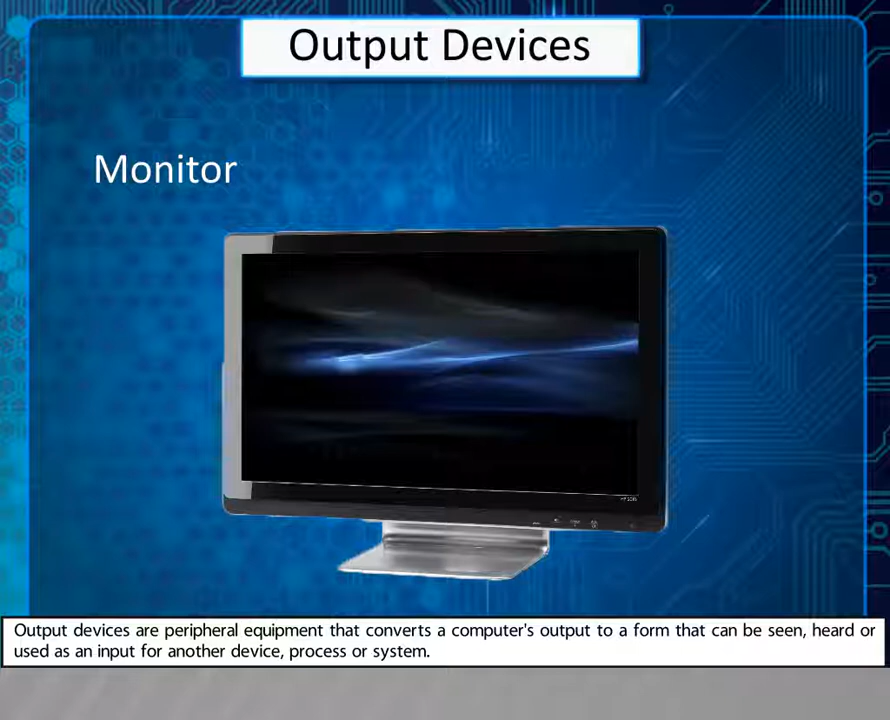 Output Devices
Monitor
Output devices are peripheral equipment that converts a computer's output to a form that can be seen, heard or
used as an input for another device, process or system.